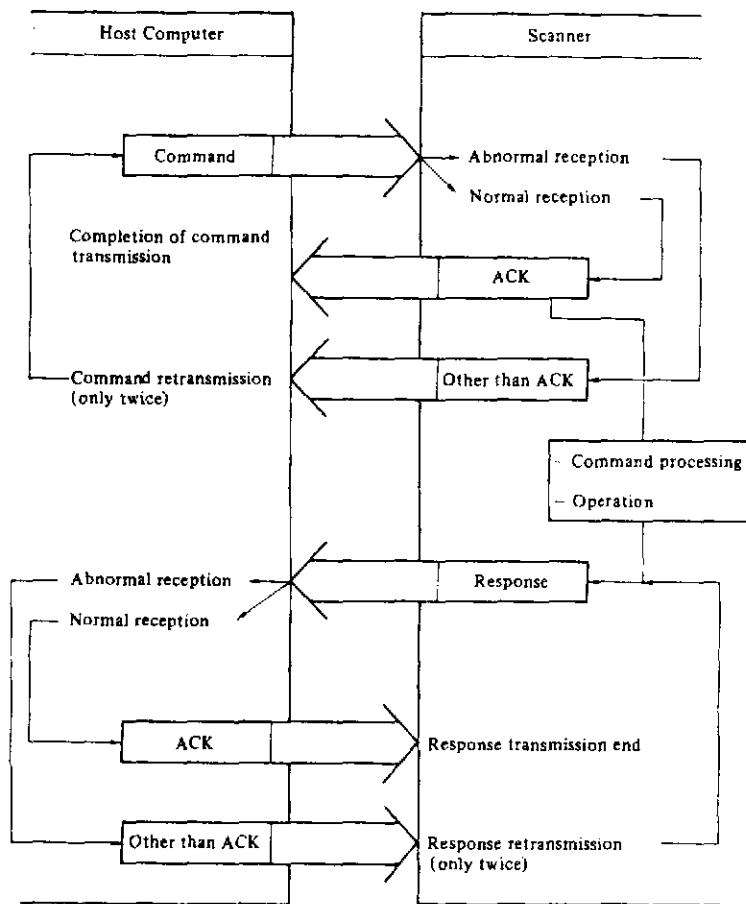 Host Computer
Scanner
Command
Abnormal reception
Normal reception
Completion of command
transmission
ACK
Command retransmission
(only twice)
Other than ACK
– Command processing
– Operation
Abnormal reception
Response
Normal reception
ACK
Response transmission end
Other than ACK
Response retransmission
(only twice)